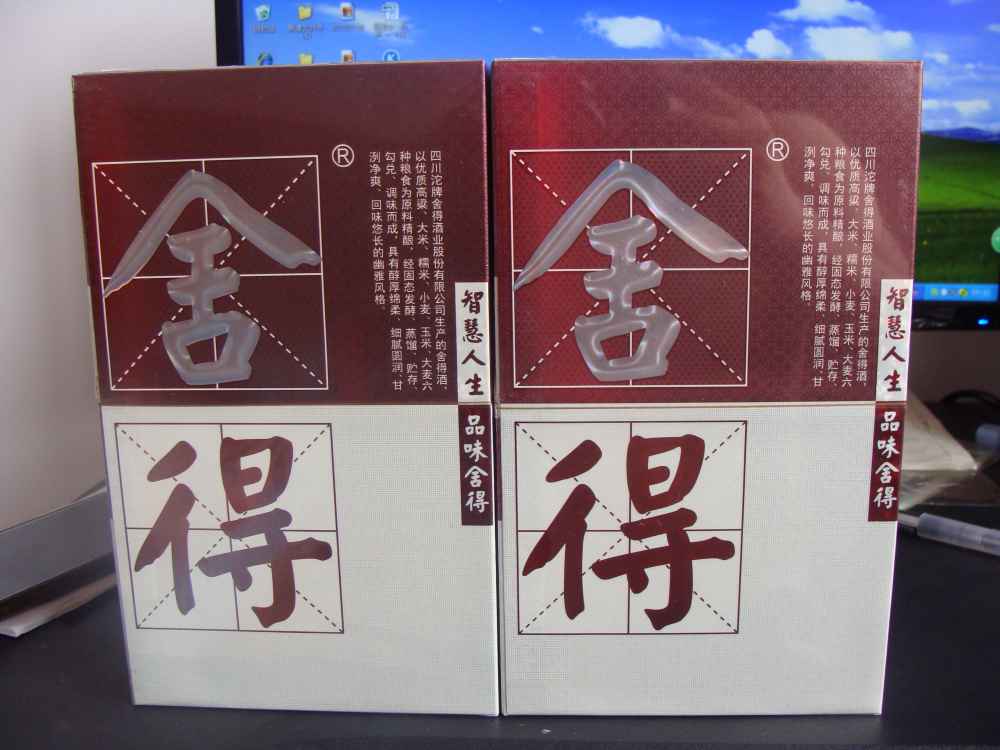 舍
®
四川沱牌舍得酒业股份有限公司生产的舍得酒,
以优质高粱、大米、糯米、小麦、玉米、大麦六
种粮食为原料精酿,经固态发酵、蒸馏、贮存、
勾兑、调味而成,具有醇厚绵柔、细腻圆润、甘
洌净爽、回味悠长的幽雅风格。
智慧人生
品味舍得
得
舍
®
四川沱牌舍得酒业股份有限公司生产的舍得酒,
以优质高粱、大米、糯米、小麦、玉米、大麦六
种粮食为原料精酿,经固态发酵、蒸馏、贮存、
勾兑、调味而成,具有醇厚绵柔、细腻圆润、甘
洌净爽、回味悠长的幽雅风格。
智慧人生
品味舍得
得